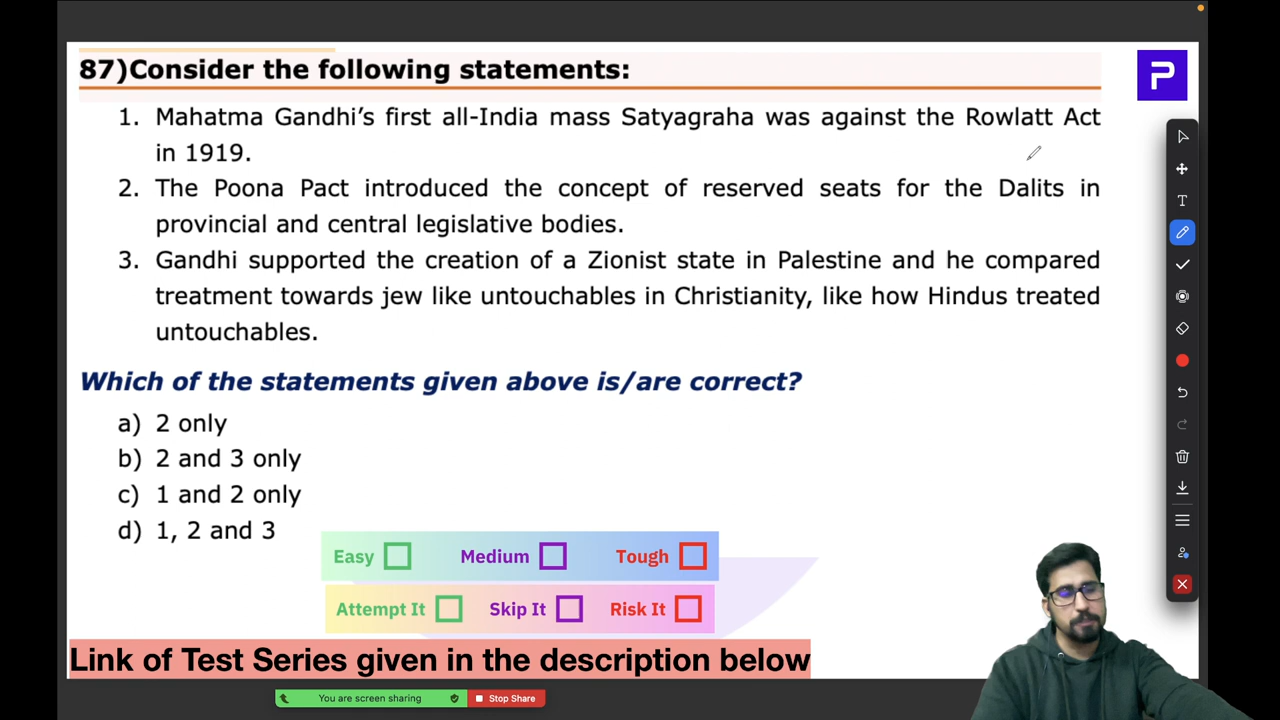 87)Consider the following statements:
1. Mahatma Gandhi's first all-India mass Satyagraha was against the Rowlatt Act
in 1919.
2. The Poona Pact introduced the concept of reserved seats for the Dalits in
provincial and central legislative bodies.
3. Gandhi supported the creation of a Zionist state in Palestine and he compared
treatment towards jew like untouchables in Christianity, like how Hindus treated
untouchables.
Which of the statements given above is/are correct?
a) 2 only
b) 2 and 3 only
c) 1 and 2 only
d) 1, 2 and 3
Easy Medium Tough
Attempt It Skip It Risk It
Link of Test Series given in the description below
You are screen sharing Stop Share